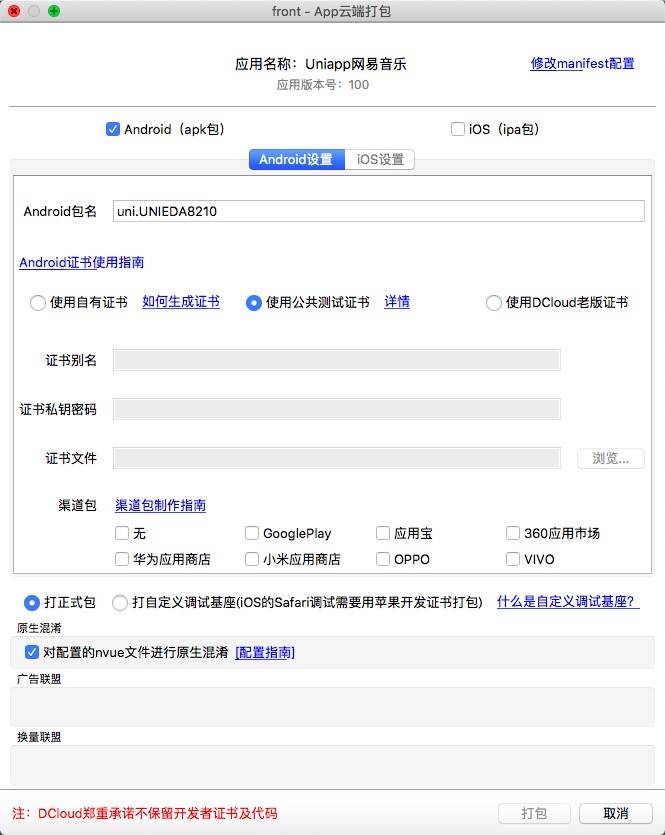 front - App云端打包
应用名称：Uniapp网易音乐
修改manifest配置
应用版本号：100
Android（apk包）
iOS（ipa包）
Android设置
iOS设置
Android包名
uni.UNIEDA8210
Android证书使用指南
使用自有证书
如何生成证书
使用公共测试证书
详情
使用DCloud老版证书
证书别名
证书私钥密码
证书文件
浏览...
渠道包
渠道包制作指南
无
GooglePlay
应用宝
360应用市场
华为应用商店
小米应用商店
OPPO
VIVO
打正式包
打自定义调试基座(iOS的Safari调试需要用苹果开发证书打包)
什么是自定义调试基座？
原生混淆
对配置的nvue文件进行原生混淆
[配置指南]
广告联盟
换量联盟
注：DCloud郑重承诺不保留开发者证书及代码
打包
取消